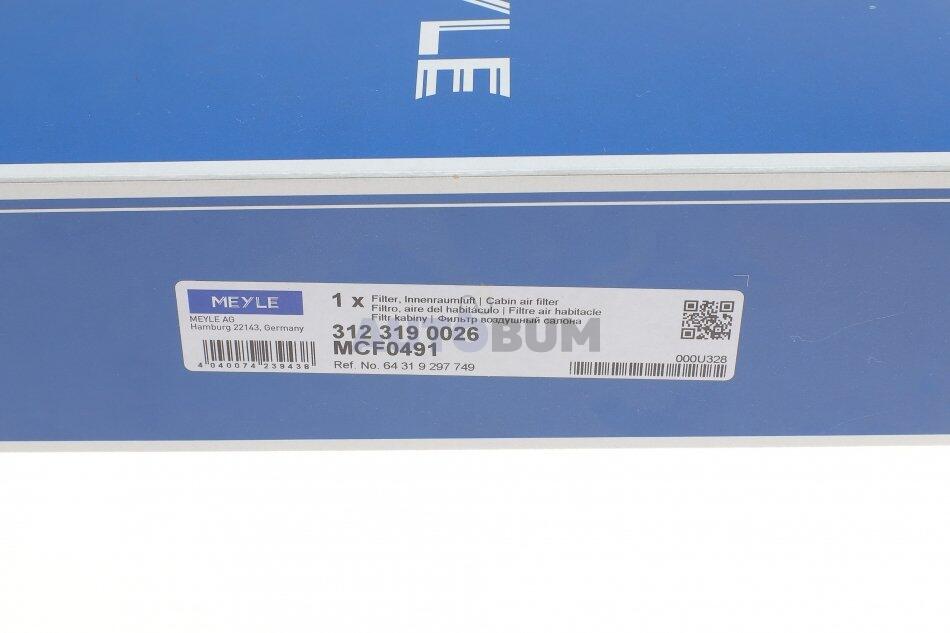 YLE
MEYLE
MEYLE AG
Hamburg 22143, Germany
4 040074 239438
1 x Filter, Innenraumluft | Cabin air filter
Filtro, aire del habitáculo | Filtre air habitacle
Filtr kabiny | Фильтр воздушный салона
312 319 0026
MCF0491
Ref. No. 64 31 9 297 749
000U328
AUTOBUM